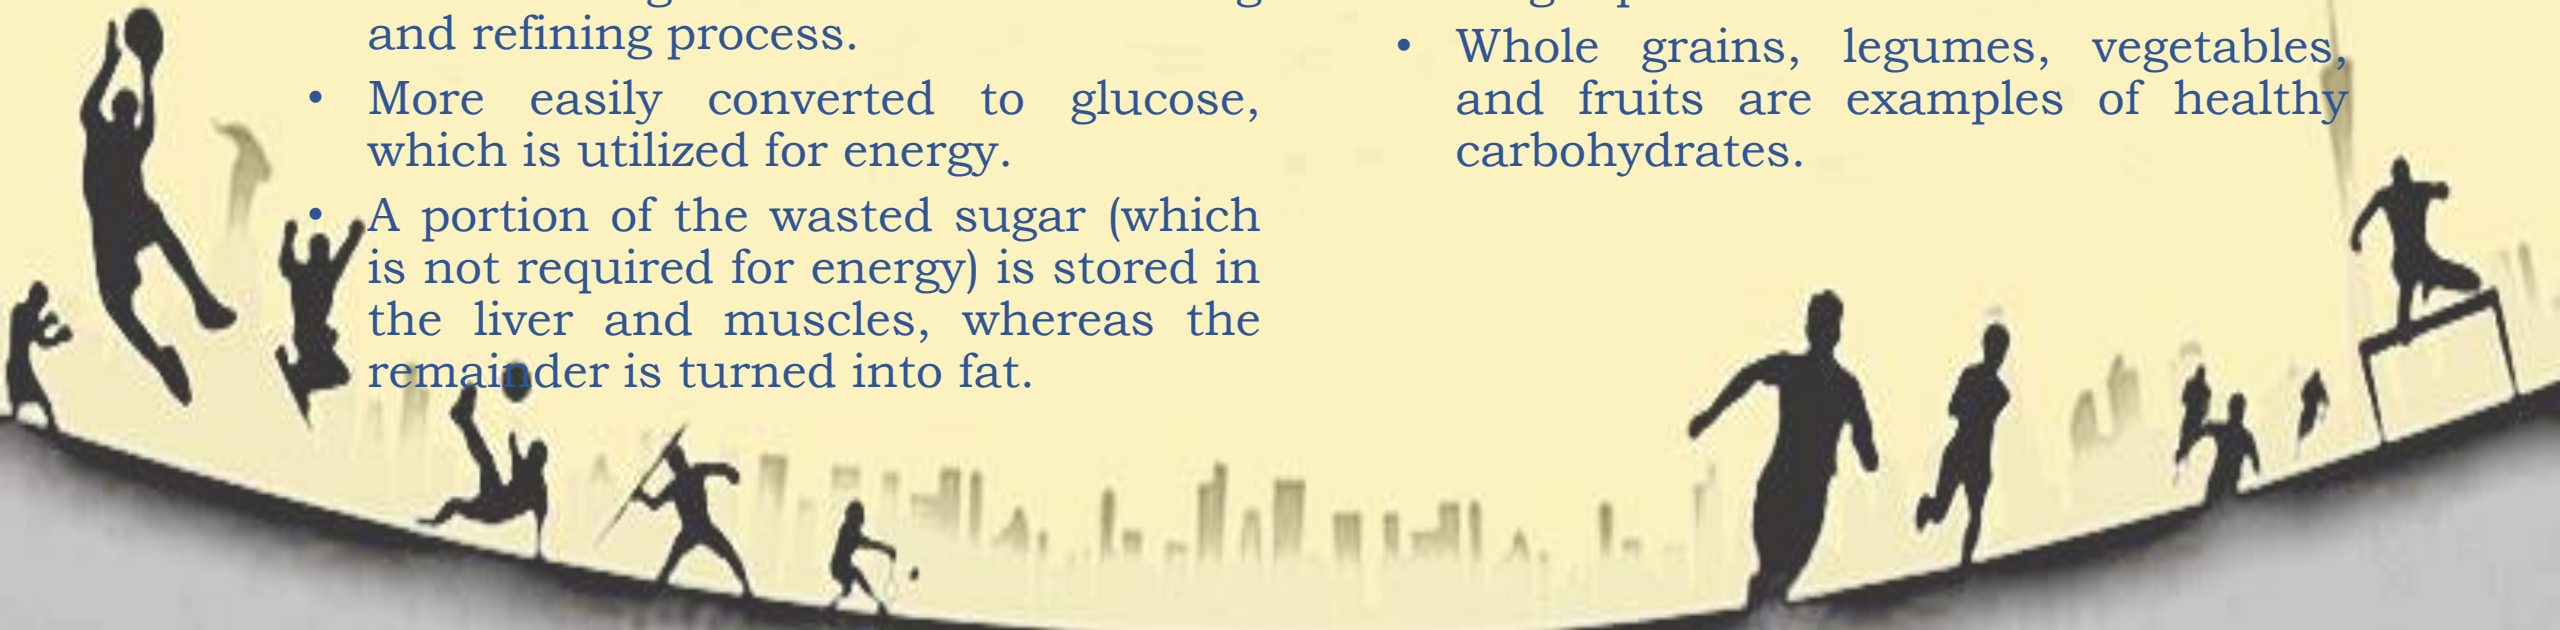 and refining process.
• More easily converted to glucose,
which is utilized for energy.
• A portion of the wasted sugar (which
is not required for energy) is stored in
the liver and muscles, whereas the
remainder is turned into fat.
• Whole grains, legumes, vegetables,
and fruits are examples of healthy
carbohydrates.